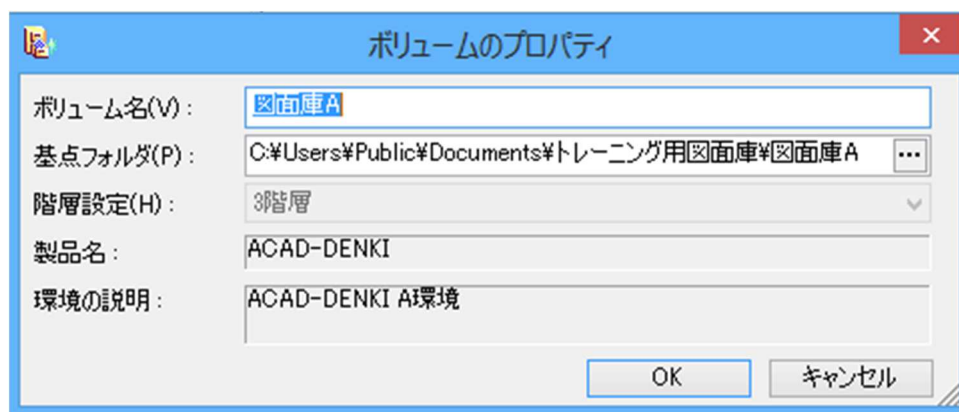 ボリュームのプロパティ
ボリューム名(V): 図面庫A
基点フォルダ(P): C:¥Users¥Public¥Documents¥トレーニング用図面庫¥図面庫A ...
階層設定(H): 3階層
製品名: ACAD-DENKI
環境の説明: ACAD-DENKI A環境
OK キャンセル